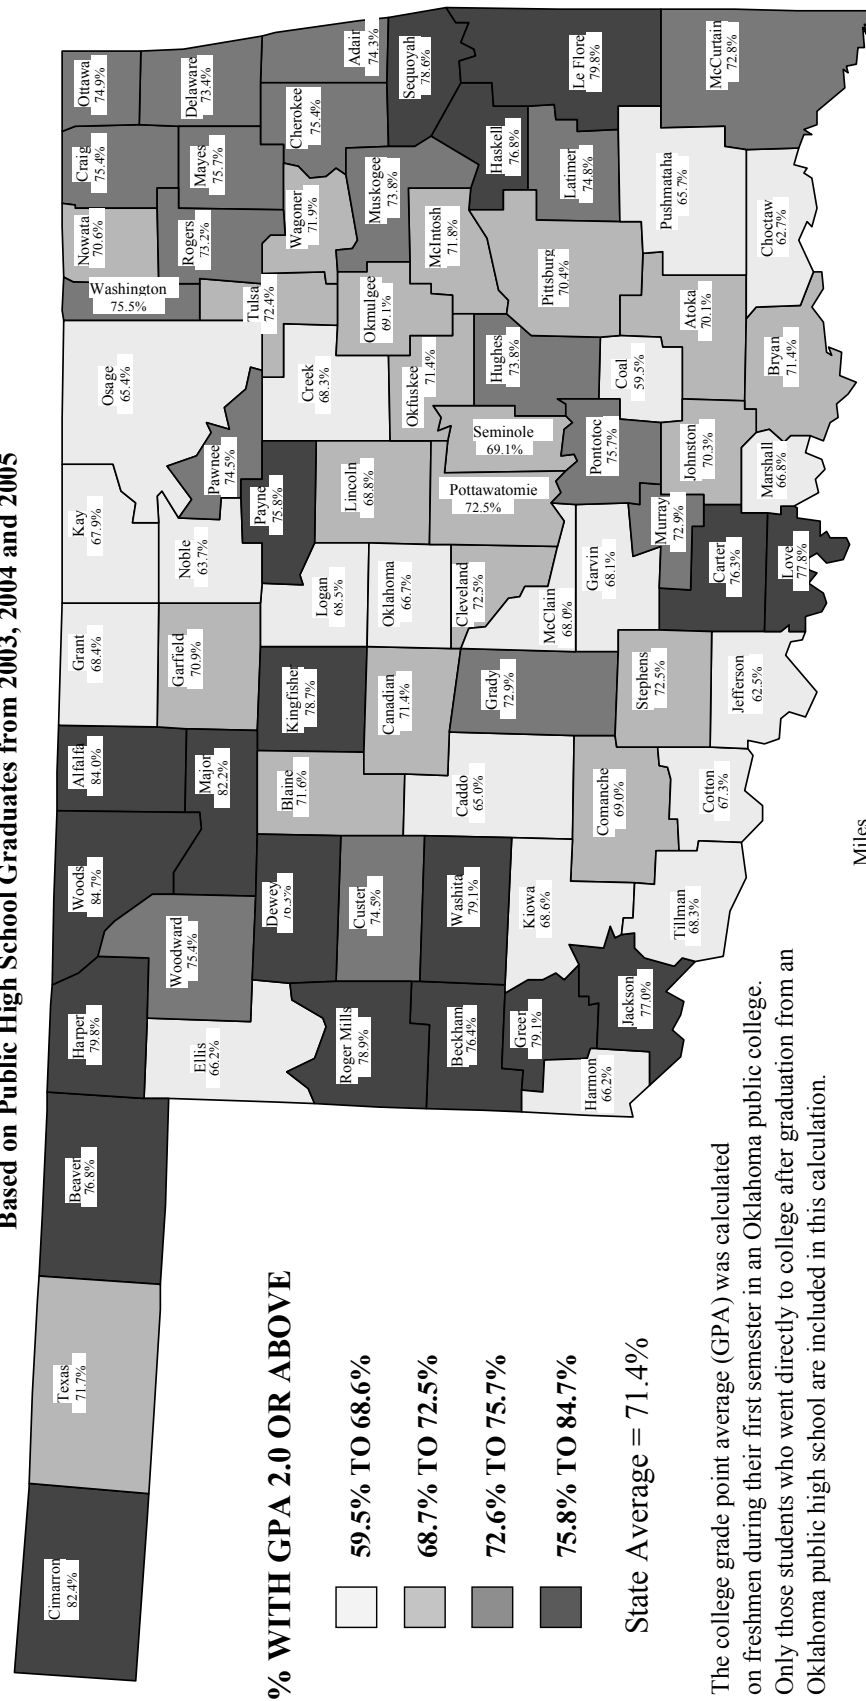 Based on Public High School Graduates from 2003, 2004 and 2005
Cimarron
82.4%
Texas
71.7%
Beaver
76.8%
Harper
79.8%
Woods
84.7%
Alfalfa
84.0%
Grant
68.4%
Kay
67.9%
Osage
65.4%
Washington
75.5%
Nowata
70.6%
Craig
75.4%
Ottawa
74.9%
Ellis
66.2%
Woodward
75.4%
Major
82.2%
Garfield
70.9%
Noble
63.7%
Pawnee
74.5%
Rogers
73.2%
Mayes
75.7%
Delaware
73.4%
Dewey
76.3%
Blaine
71.6%
Kingfisher
78.7%
Logan
68.5%
Payne
75.8%
Creek
68.3%
Tulsa
72.4%
Wagoner
71.9%
Cherokee
75.4%
Adair
74.3%
Roger Mills
78.9%
Custer
74.5%
Canadian
71.4%
Oklahoma
66.7%
Lincoln
68.8%
Okfuskee
71.4%
Okmulgee
69.1%
Muskogee
73.8%
McIntosh
71.8%
Sequoyah
78.6%
Beckham
76.4%
Washita
79.1%
Caddo
65.0%
Grady
72.9%
Cleveland
72.5%
McClain
68.0%
Pottawatomie
72.5%
Seminole
69.1%
Hughes
73.8%
Pittsburg
70.4%
Haskell
76.8%
Latimer
74.8%
Le Flore
79.8%
Green
79.1%
Harmon
66.2%
Jackson
77.0%
Kiowa
68.6%
Comanche
69.0%
Stephens
72.5%
Garvin
68.1%
Murray
72.9%
Pontotoc
75.7%
Coal
59.5%
Atoka
70.1%
Pushmataha
65.7%
McCurtain
72.8%
Tillman
68.3%
Cotton
67.3%
Jefferson
62.5%
Carter
76.3%
Love
77.8%
Johnston
70.3%
Marshall
66.8%
Bryan
71.4%
Choctaw
62.7%
% WITH GPA 2.0 OR ABOVE
59.5% TO 68.6%
68.7% TO 72.5%
72.6% TO 75.7%
75.8% TO 84.7%
State Average = 71.4%
The college grade point average (GPA) was calculated
on freshmen during their first semester in an Oklahoma public college.
Only those students who went directly to college after graduation from an
Oklahoma public high school are included in this calculation.
Miles